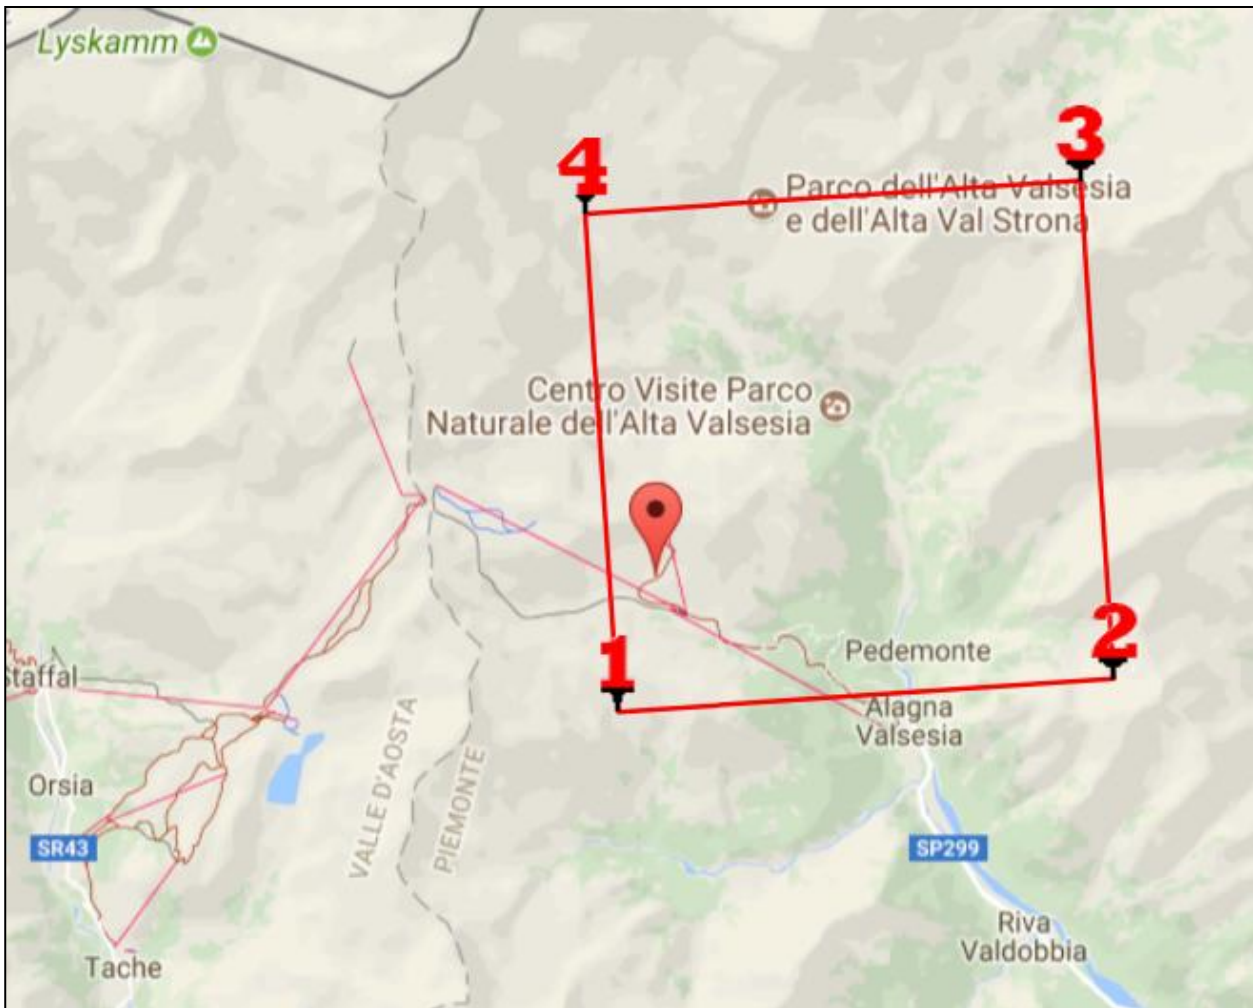 Lyskamm
3
4
Parco dell'Alta Valsesia
e dell'Alta Val Strona
Centro Visite Parco
Naturale dell'Alta Valsesia
2
1
Pedemonte
Staffal
Alagna
Valsesia
VALLE D'AOSTA
PIEMONTE
Orsia
SR43
SP299
Riva
Valdobbia
Tache